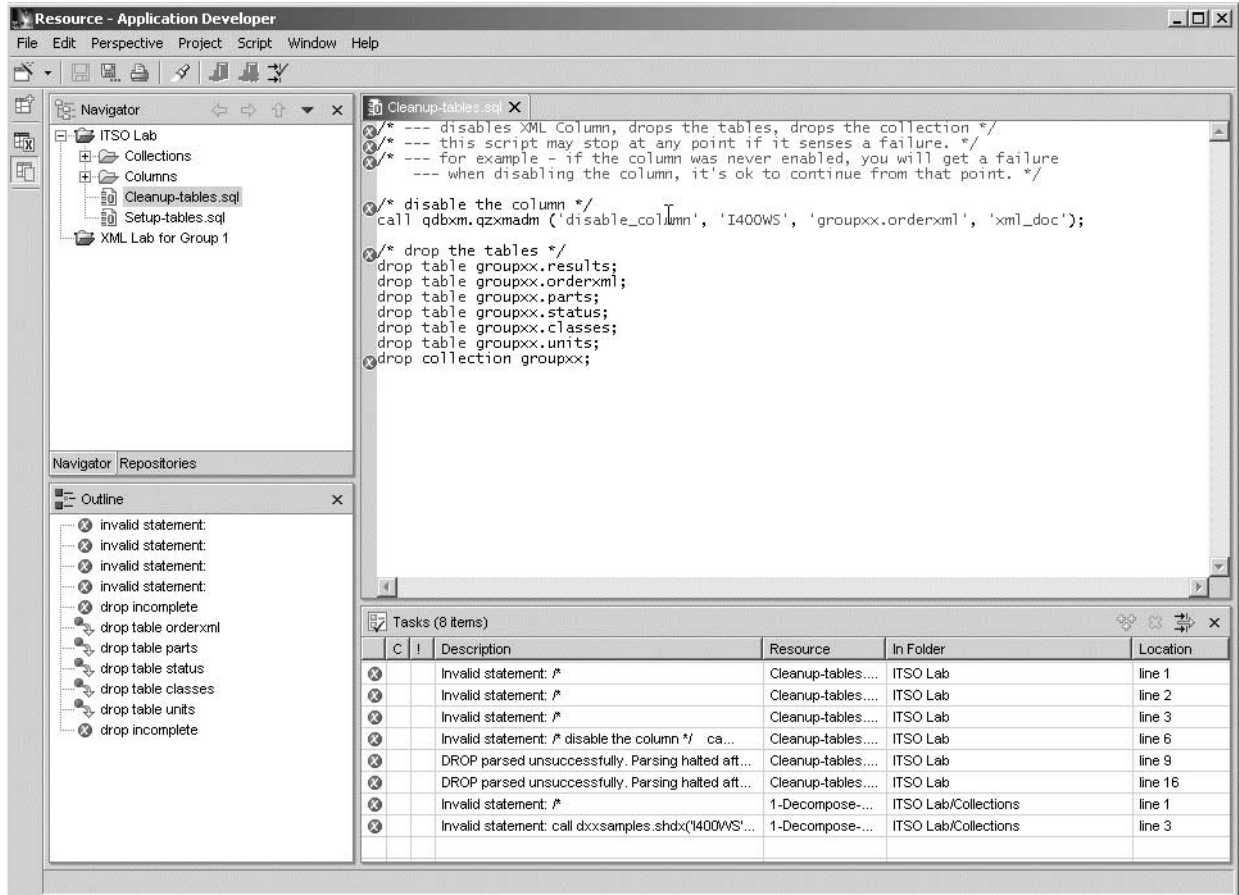 Resource - Application Developer
File Edit Perspective Project Script Window Help
Navigator
ITSO Lab
Collections
Columns
Cleanup-tables.sql
Setup-tables.sql
XML Lab for Group 1
Navigator Repositories
Cleanup-tables.sql
/* --- disables XML Column, drops the tables, drops the collection */
/* --- this script may stop at any point if it senses a failure. */
/* --- for example - if the column was never enabled, you will get a failure
--- when disabling the column, it's ok to continue from that point. */
/* disable the column */
call qdbxm.qzxmadm ('disable_column', 'I400WS', 'groupxx.orderxml', 'xml_doc');
/* drop the tables */
drop table groupxx.results;
drop table groupxx.orderxml;
drop table groupxx.parts;
drop table groupxx.status;
drop table groupxx.classes;
drop table groupxx.units;
drop collection groupxx;
Outline
invalid statement:
invalid statement:
invalid statement:
invalid statement:
drop incomplete
drop table orderxml
drop table parts
drop table status
drop table classes
drop table units
drop incomplete
Tasks (8 items)
C ! Description Resource In Folder Location
Invalid statement: /* Cleanup-tables.... ITSO Lab line 1
Invalid statement: /* Cleanup-tables.... ITSO Lab line 2
Invalid statement: /* Cleanup-tables.... ITSO Lab line 3
Invalid statement: /* disable the column */ ca... Cleanup-tables.... ITSO Lab line 6
DROP parsed unsuccessfully. Parsing halted aft... Cleanup-tables.... ITSO Lab line 9
DROP parsed unsuccessfully. Parsing halted aft... Cleanup-tables.... ITSO Lab line 16
Invalid statement: /* 1-Decompose-... ITSO Lab/Collections line 1
Invalid statement: call dxxsamples.shdx('I400WS'... 1-Decompose-... ITSO Lab/Collections line 3